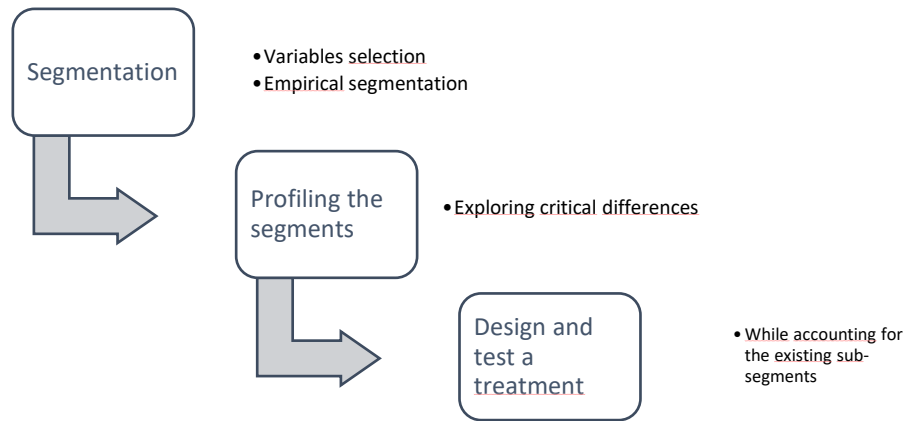 Segmentation
•Variables selection
•Empirical segmentation
Profiling the
segments
•Exploring critical differences
Design and
test a
treatment
•While accounting for
the existing sub-
segments